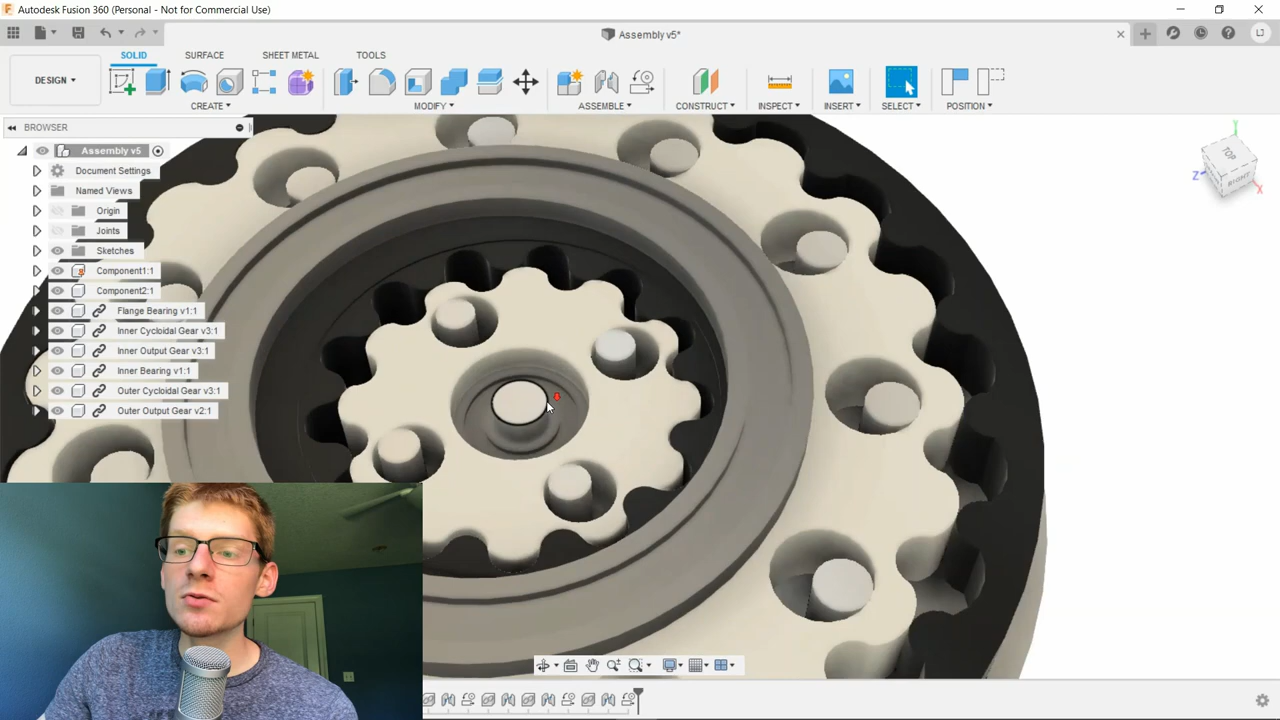 Autodesk Fusion 360 (Personal - Not for Commercial Use)
Assembly v5*
SOLID SURFACE SHEET METAL TOOLS
DESIGN
CREATE MODIFY ASSEMBLE CONSTRUCT INSPECT INSERT SELECT POSITION
BROWSER
Assembly v5
Document Settings
Named Views
Origin
Joints
Sketches
Component1:1
Component2:1
Flange Bearing v1:1
Inner Cycloidal Gear v3:1
Inner Output Gear v3:1
Inner Bearing v1:1
Outer Cycloidal Gear v3:1
Outer Output Gear v2:1
TOP
RIGHT
Y
Z
X
LJ